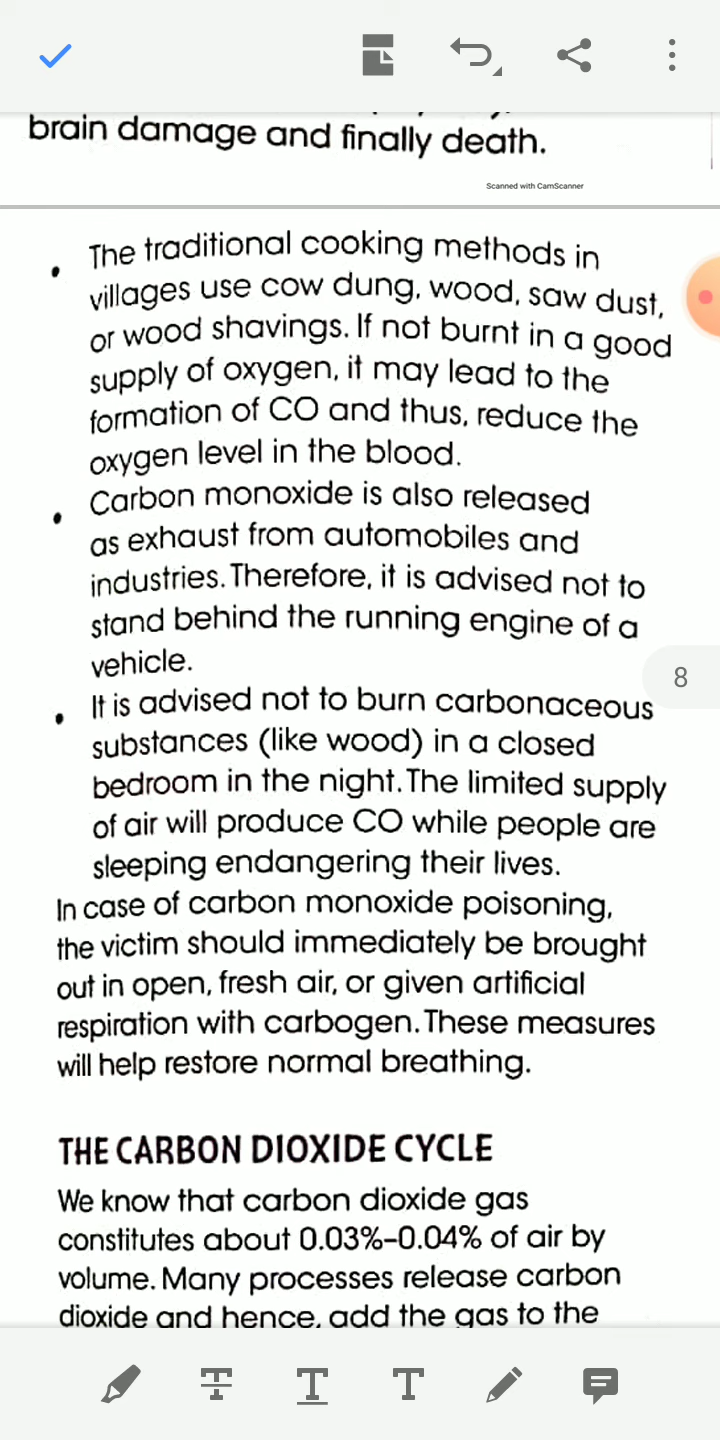 brain damage and finally death.
Scanned with CamScanner
• The traditional cooking methods in
villages use cow dung, wood, saw dust,
or wood shavings. If not burnt in a good
supply of oxygen, it may lead to the
formation of CO and thus, reduce the
oxygen level in the blood.
• Carbon monoxide is also released
as exhaust from automobiles and
industries. Therefore, it is advised not to
stand behind the running engine of a
vehicle.
8
• It is advised not to burn carbonaceous
substances (like wood) in a closed
bedroom in the night. The limited supply
of air will produce CO while people are
sleeping endangering their lives.
In case of carbon monoxide poisoning,
the victim should immediately be brought
out in open, fresh air, or given artificial
respiration with carbogen. These measures
will help restore normal breathing.
THE CARBON DIOXIDE CYCLE
We know that carbon dioxide gas
constitutes about 0.03%–0.04% of air by
volume. Many processes release carbon
dioxide and hence, add the gas to the